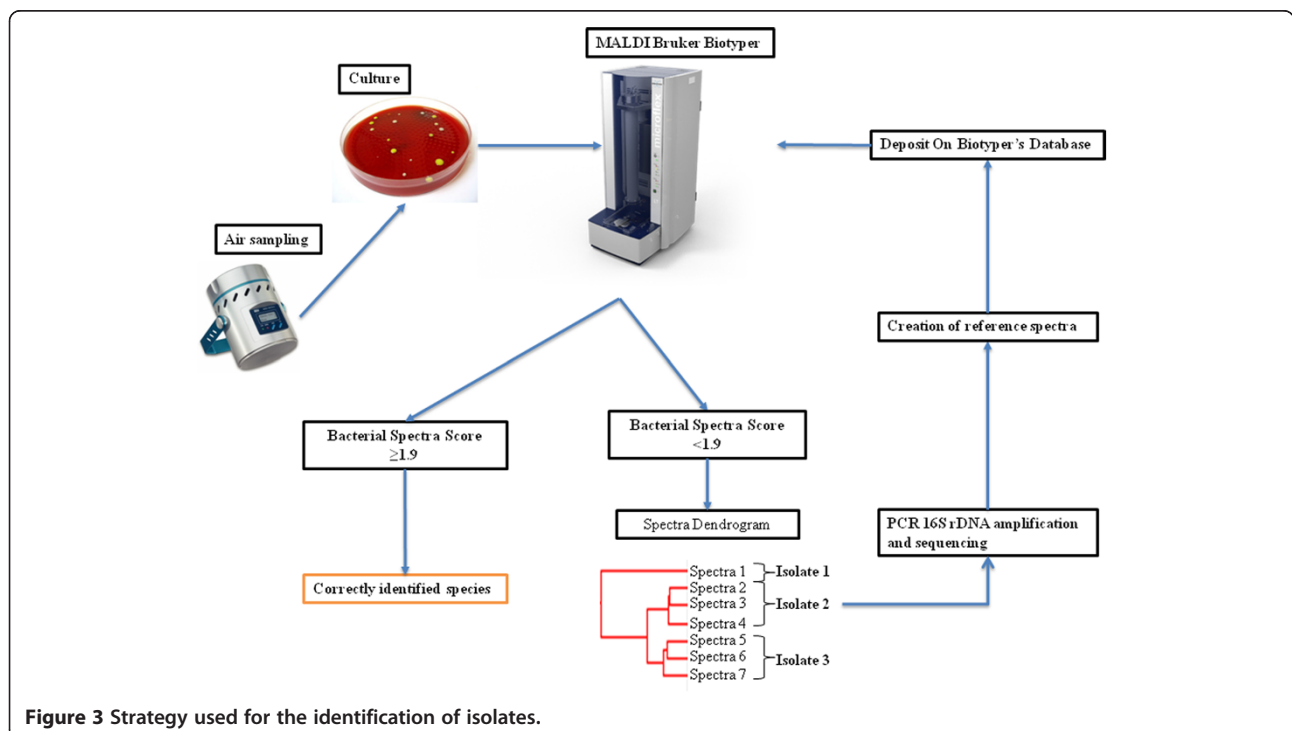 MALDI Bruker Biotyper
Culture
Air sampling
Deposit On Biotyper's Database
Creation of reference spectra
Bacterial Spectra Score
≥1.9
Bacterial Spectra Score
<1.9
Spectra Dendrogram
PCR 16S rDNA amplification
and sequencing
Correctly identified species
Spectra 1
Isolate 1
Spectra 2
Spectra 3
Isolate 2
Spectra 4
Spectra 5
Spectra 6
Isolate 3
Spectra 7
Figure 3 Strategy used for the identification of isolates.